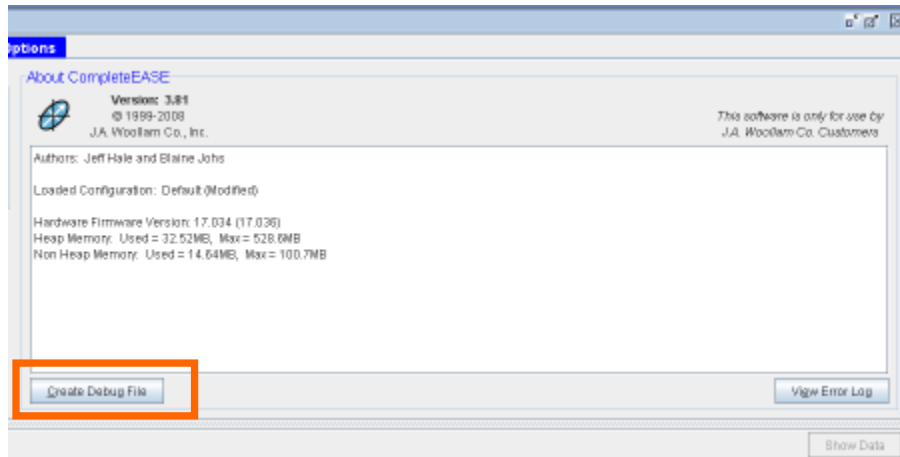 Options
About CompleteEASE
Version: 3.81
© 1999-2008
J.A. Woollam Co., Inc.
This software is only for use by
J.A. Woollam Co. Customers
Authors: Jeff Hale and Blaine Johs
Loaded Configuration: Default (Modified)
Hardware Firmware Version: 17.034 (17.036)
Heap Memory: Used = 32.52MB, Max = 528.6MB
Non Heap Memory: Used = 14.64MB, Max = 100.7MB
Create Debug File
View Error Log
Show Data